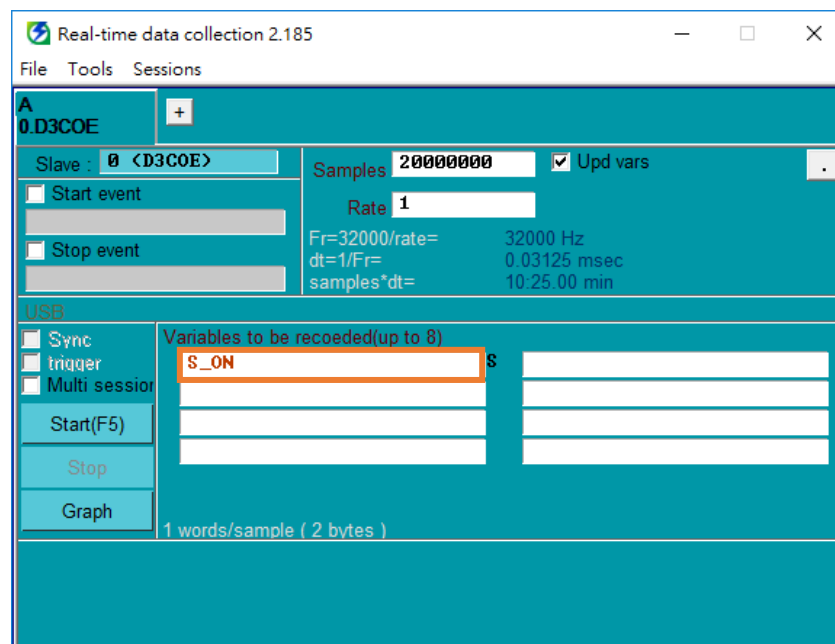 Real-time data collection 2.185
File Tools Sessions
A
0.D3COE
+
Slave : 0 <D3COE>
Samples 20000000
Upd vars
.
Start event
Rate 1
Stop event
Fr=32000/rate= 32000 Hz
dt=1/Fr= 0.03125 msec
samples*dt= 10:25.00 min
USB
Sync
trigger
Multi session
Variables to be recoeded(up to 8)
S_ON S
Start(F5)
Stop
Graph
1 words/sample ( 2 bytes )